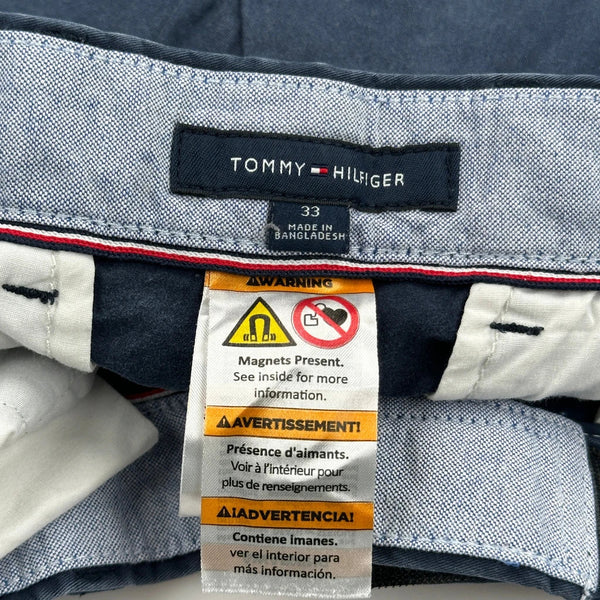 TOMMY HILFIGER
33
MADE IN
BANGLADESH
⚠WARNING
Magnets Present.
See inside for more
information.
⚠AVERTISSEMENT!
Présence d'aimants.
Voir à l'intérieur pour
plus de renseignements.
⚠¡ADVERTENCIA!
Contiene imanes.
ver el interior para
más información.